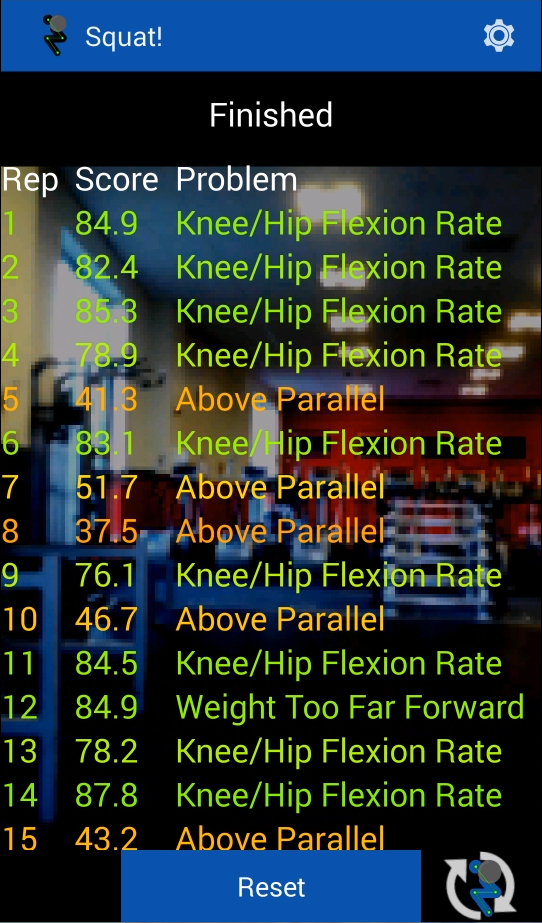 Squat!
Finished
Rep Score Problem
1 84.9 Knee/Hip Flexion Rate
2 82.4 Knee/Hip Flexion Rate
3 85.3 Knee/Hip Flexion Rate
4 78.9 Knee/Hip Flexion Rate
5 41.3 Above Parallel
6 83.1 Knee/Hip Flexion Rate
7 51.7 Above Parallel
8 37.5 Above Parallel
9 76.1 Knee/Hip Flexion Rate
10 46.7 Above Parallel
11 84.5 Knee/Hip Flexion Rate
12 84.9 Weight Too Far Forward
13 78.2 Knee/Hip Flexion Rate
14 87.8 Knee/Hip Flexion Rate
15 43.2 Above Parallel
Reset